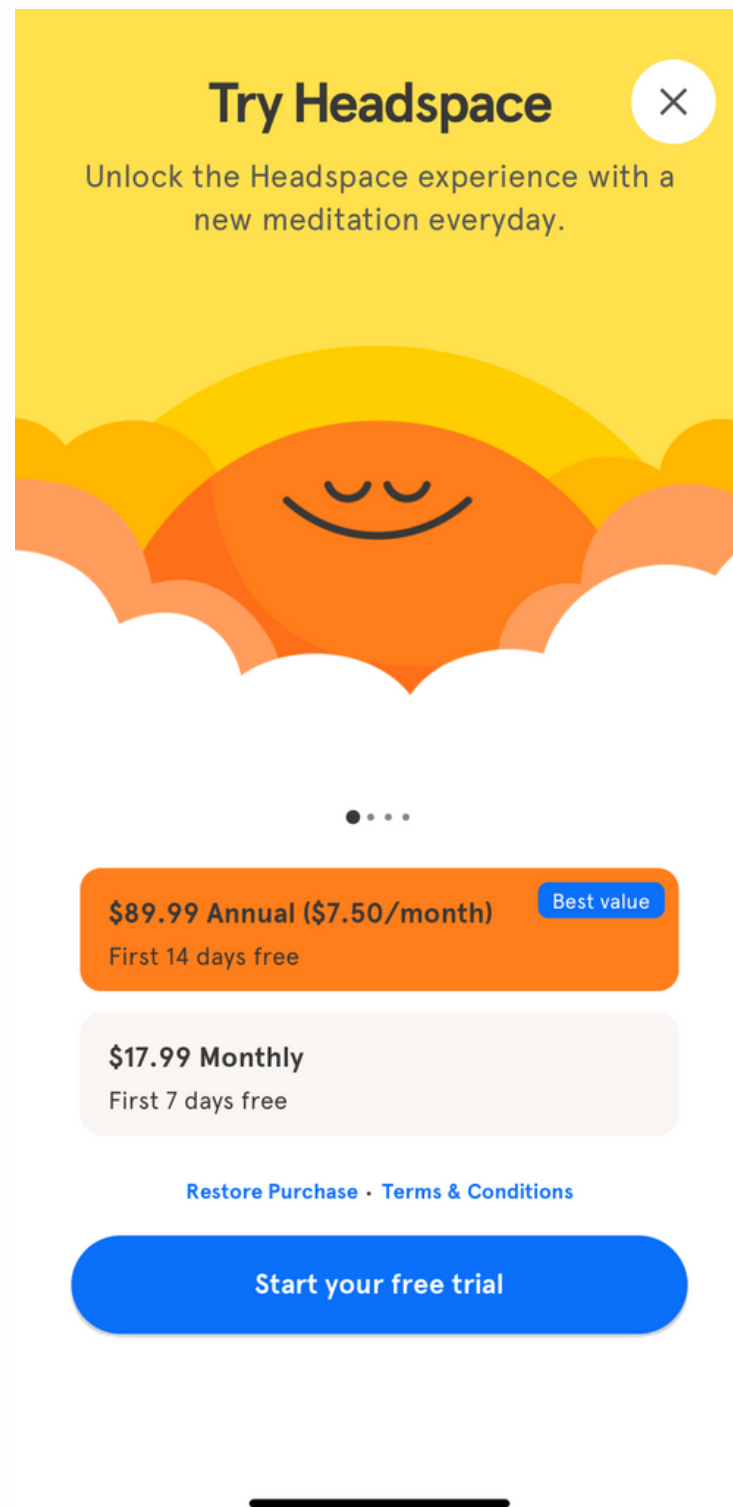 Try Headspace
Unlock the Headspace experience with a
new meditation everyday.
$89.99 Annual ($7.50/month)
Best value
First 14 days free
$17.99 Monthly
First 7 days free
Restore Purchase • Terms & Conditions
Start your free trial